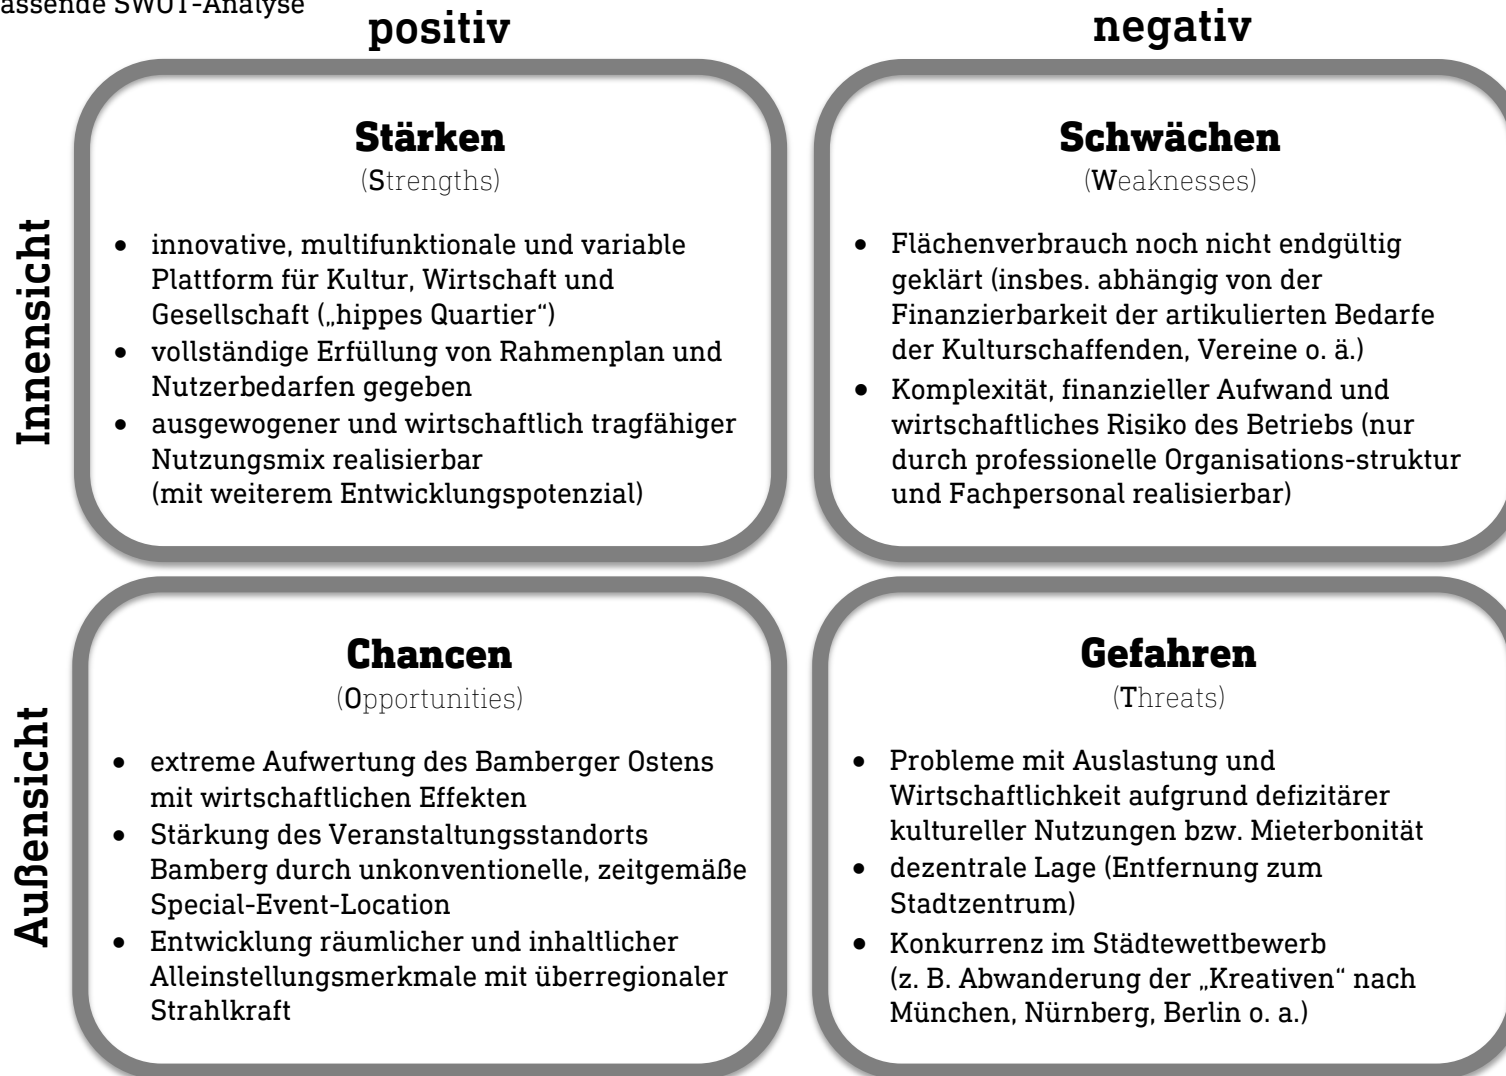 assende SWOT-Analyse
positiv
negativ
Innensicht
Stärken
(Strengths)
• innovative, multifunktionale und variable
Plattform für Kultur, Wirtschaft und
Gesellschaft („hippes Quartier“)
• vollständige Erfüllung von Rahmenplan und
Nutzerbedarfen gegeben
• ausgewogener und wirtschaftlich tragfähiger
Nutzungsmix realisierbar
(mit weiterem Entwicklungspotenzial)
Schwächen
(Weaknesses)
• Flächenverbrauch noch nicht endgültig
geklärt (insbes. abhängig von der
Finanzierbarkeit der artikulierten Bedarfe
der Kulturschaffenden, Vereine o. ä.)
• Komplexität, finanzieller Aufwand und
wirtschaftliches Risiko des Betriebs (nur
durch professionelle Organisations-struktur
und Fachpersonal realisierbar)
Außensicht
Chancen
(Opportunities)
• extreme Aufwertung des Bamberger Ostens
mit wirtschaftlichen Effekten
• Stärkung des Veranstaltungsstandorts
Bamberg durch unkonventionelle, zeitgemäße
Special-Event-Location
• Entwicklung räumlicher und inhaltlicher
Alleinstellungsmerkmale mit überregionaler
Strahlkraft
Gefahren
(Threats)
• Probleme mit Auslastung und
Wirtschaftlichkeit aufgrund defizitärer
kultureller Nutzungen bzw. Mieterbonität
• dezentrale Lage (Entfernung zum
Stadtzentrum)
• Konkurrenz im Städtewettbewerb
(z. B. Abwanderung der „Kreativen“ nach
München, Nürnberg, Berlin o. a.)